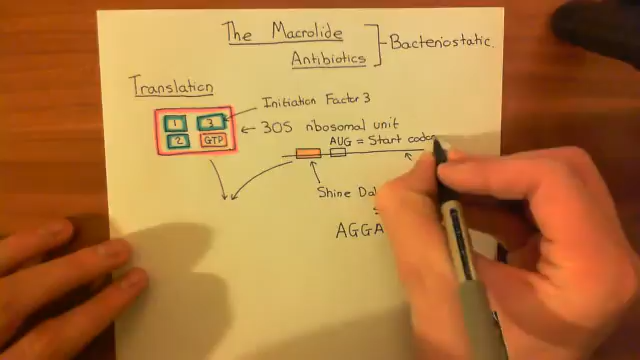 The Macrolide
Antibiotics
Bacteriostatic.
Translation
Initiation Factor 3
1 3
2 GTP
30S ribosomal unit
AUG = Start codon
Shine
AGGA